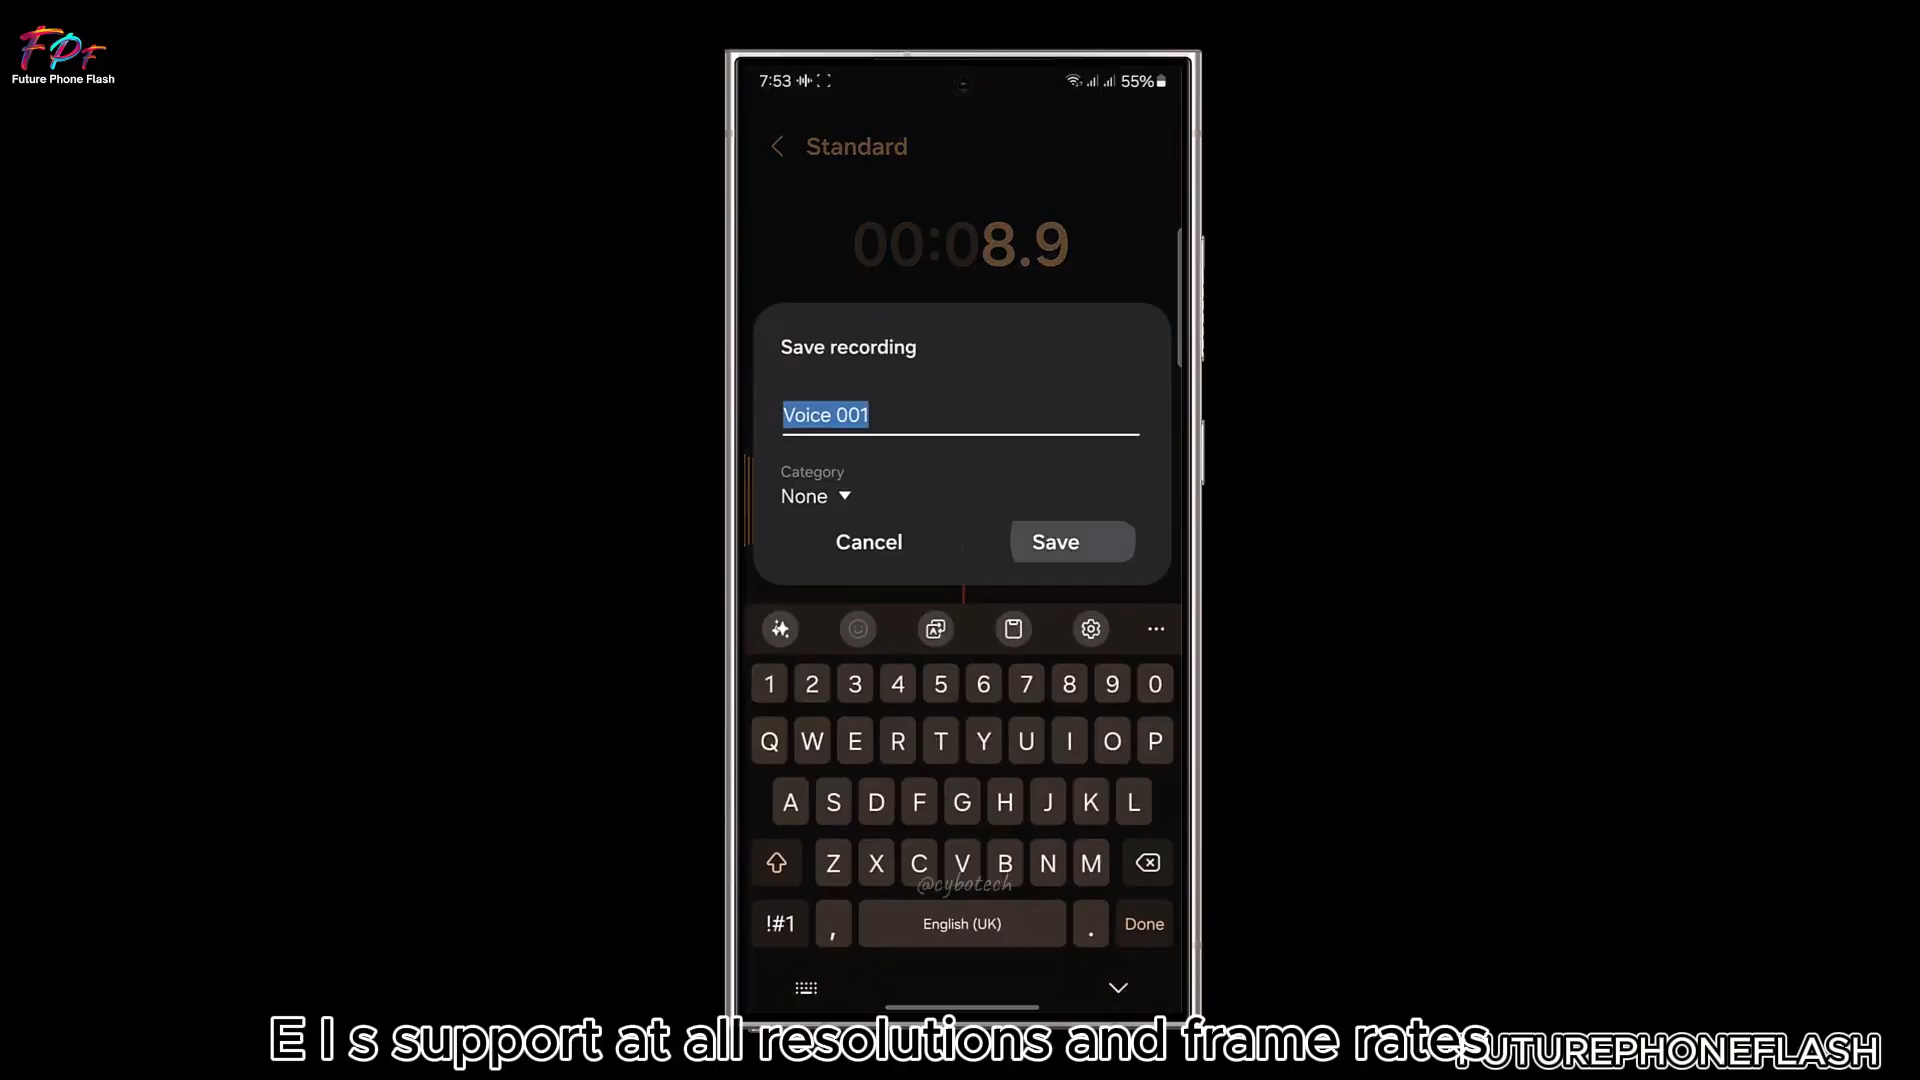 FPF
Future Phone Flash
7:53
55%
Standard
00:08.9
Save recording
Voice 001
Category
None
Cancel
Save
1 2 3 4 5 6 7 8 9 0
Q W E R T Y U I O P
A S D F G H J K L
Z X C V B N M
@cybotech
!#1 , English (UK) . Done
E I s support at all resolutions and frame rates
FUTUREPHONEFLASH